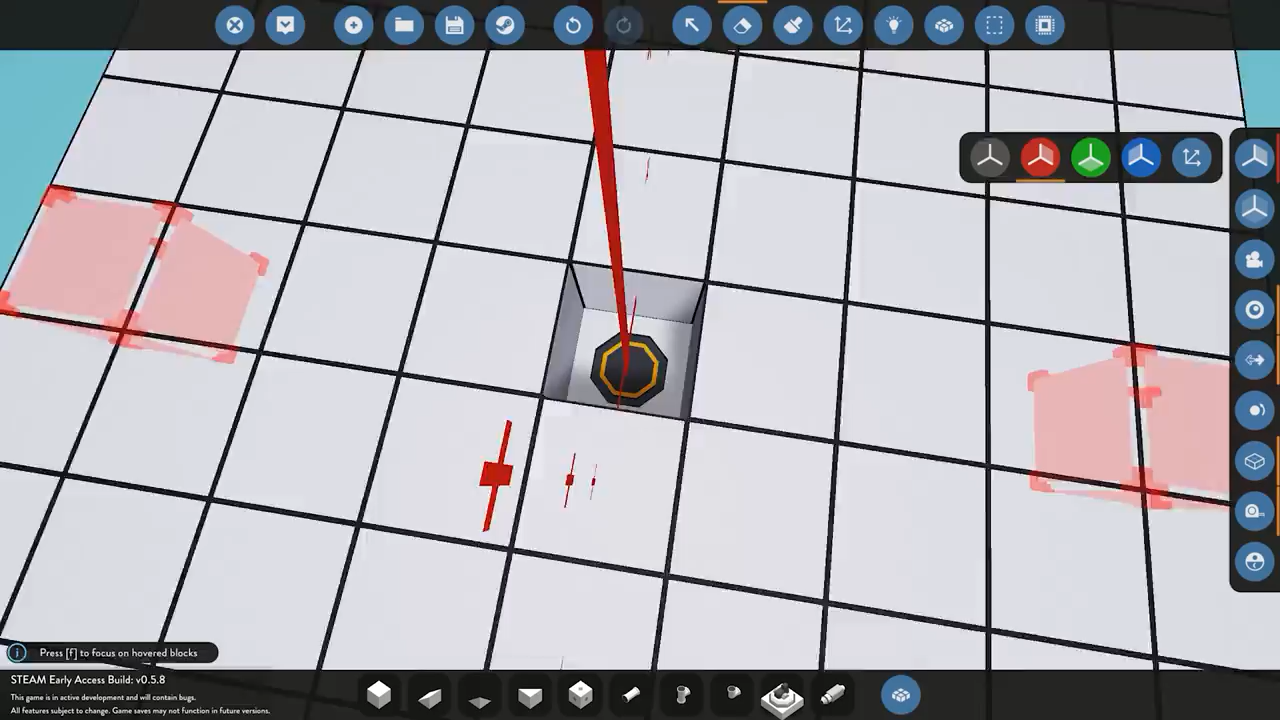 Press [f] to focus on hovered blocks
STEAM Early Access Build: v0.5.8
This game is in active development and will contain bugs.
All features subject to change. Game saves may not function in future versions.